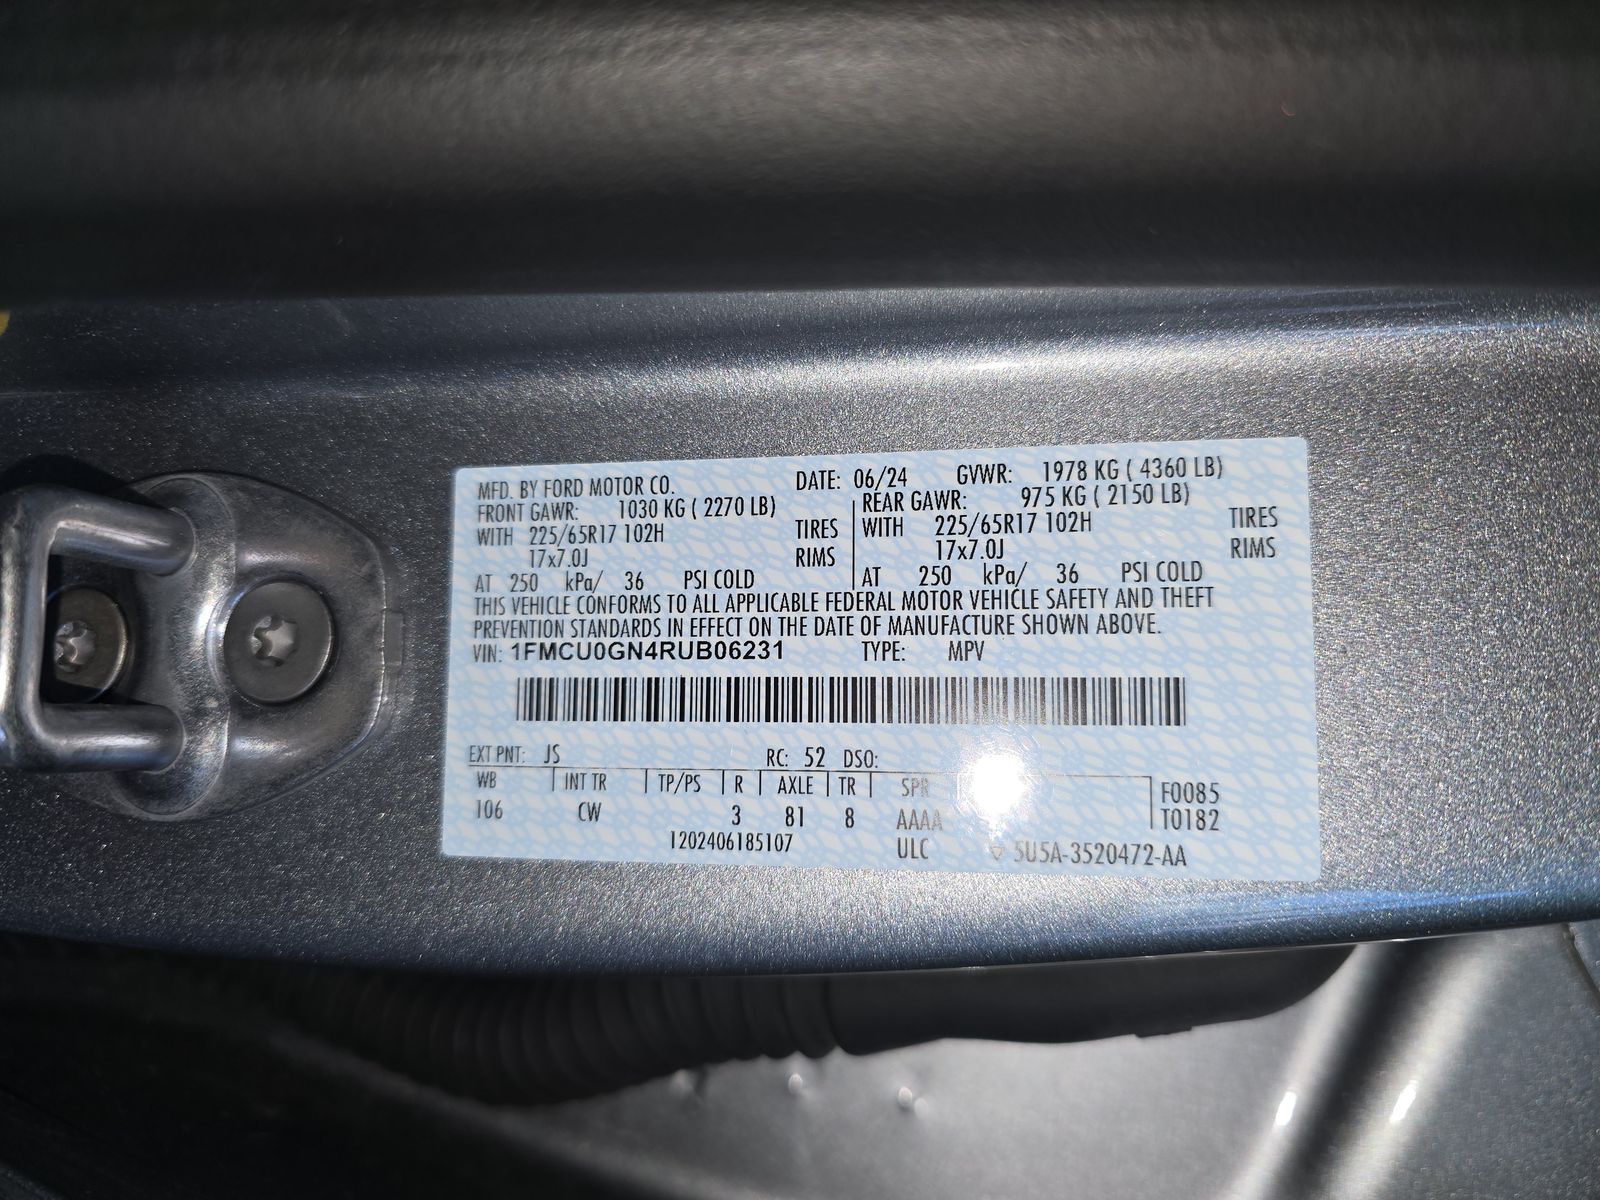 MFD. BY FORD MOTOR CO. DATE: 06/24 GVWR: 1978 KG ( 4360 LB)
FRONT GAWR: 1030 KG ( 2270 LB) REAR GAWR: 975 KG ( 2150 LB)
WITH 225/65R17 102H TIRES WITH 225/65R17 102H TIRES
17x7.0J RIMS 17x7.0J RIMS
AT 250 kPa/ 36 PSI COLD AT 250 kPa/ 36 PSI COLD
THIS VEHICLE CONFORMS TO ALL APPLICABLE FEDERAL MOTOR VEHICLE SAFETY AND THEFT
PREVENTION STANDARDS IN EFFECT ON THE DATE OF MANUFACTURE SHOWN ABOVE.
VIN: 1FMCU0GN4RUB06231 TYPE: MPV
EXT PNT: JS RC: 52 DSO:
WB INT TR TP/PS R AXLE TR SPR F0085
106 CW 3 81 8 AAAA T0182
1202406185107 ULC 5U5A-3520472-AA